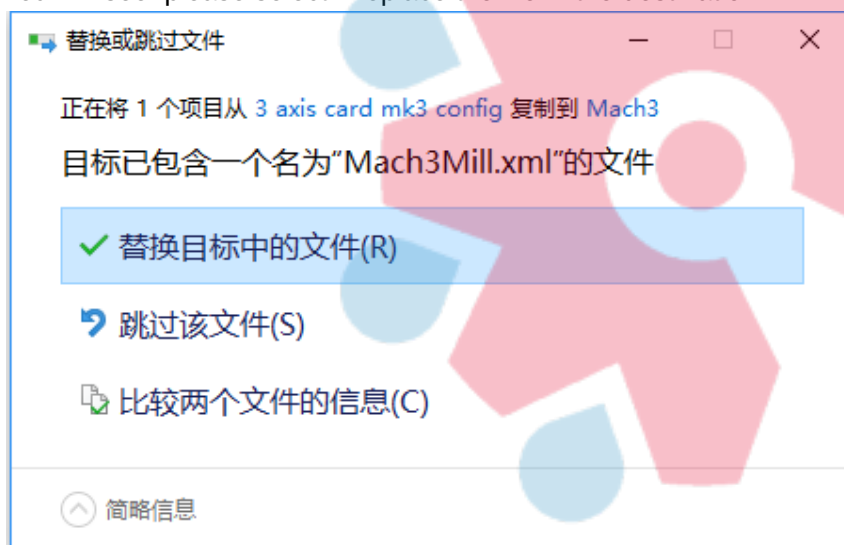 替换或跳过文件
正在将 1 个项目从 3 axis card mk3 config 复制到 Mach3
目标已包含一个名为“Mach3Mill.xml”的文件
替换目标中的文件(R)
跳过该文件(S)
比较两个文件的信息(C)
简略信息